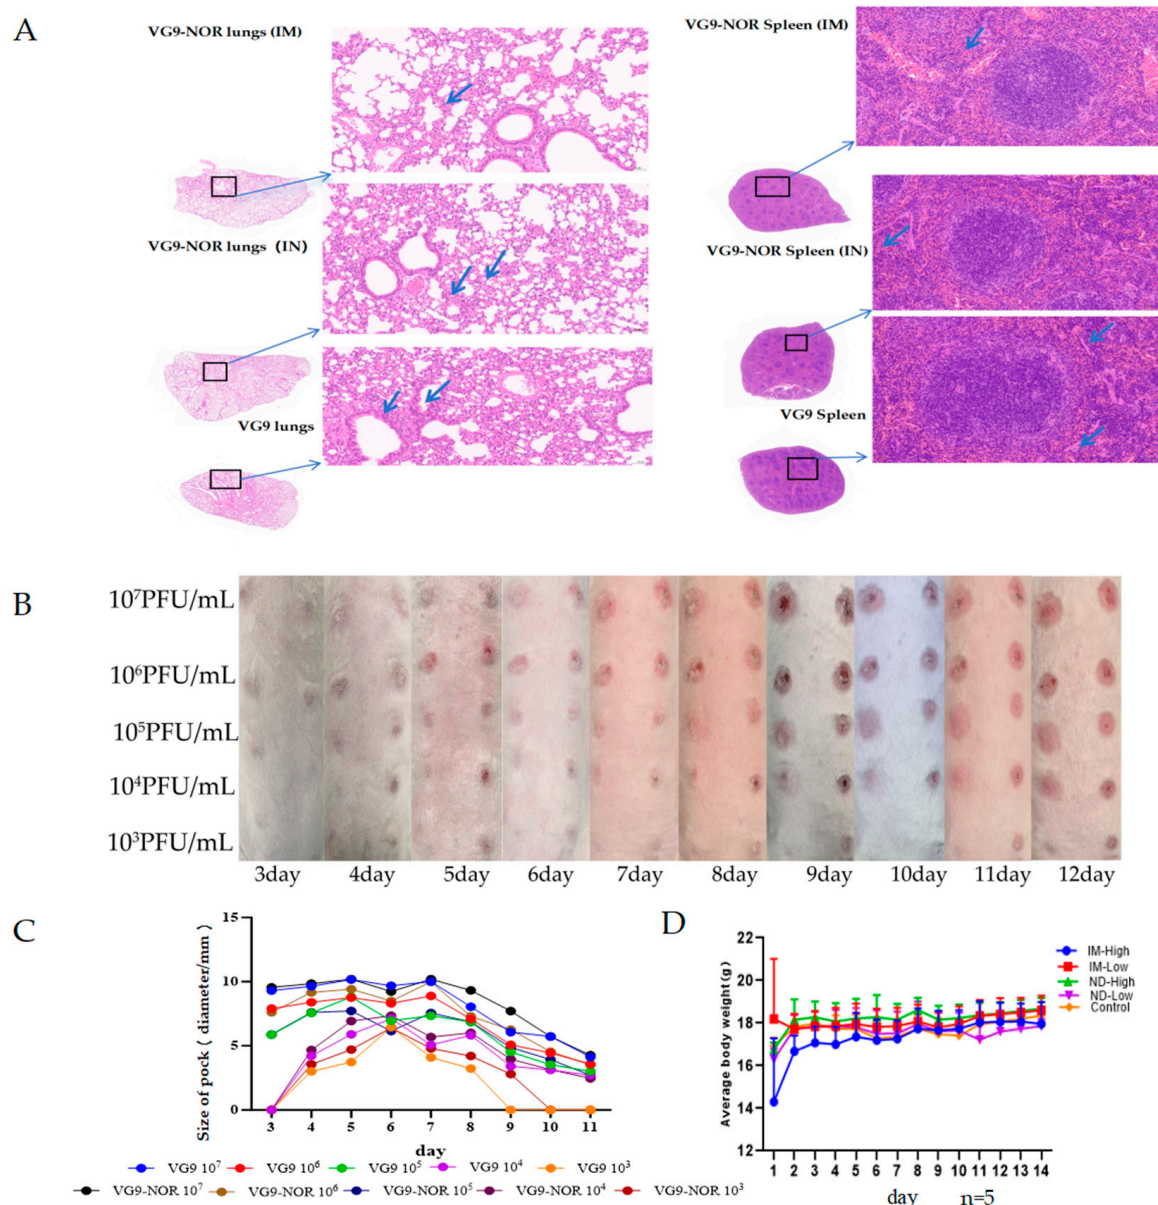 A
VG9-NOR lungs (IM)
VG9-NOR lungs (IN)
VG9 lungs
VG9-NOR Spleen (IM)
VG9-NOR Spleen (IN)
VG9 Spleen
B
10⁷PFU/mL
10⁶PFU/mL
10⁵PFU/mL
10⁴PFU/mL
10³PFU/mL
3day 4day 5day 6day 7day 8day 9day 10day 11day 12day
C
Size of pock（diameter/mm）
15
10
5
0
3 4 5 6 7 8 9 10 11
day
VG9 10⁷ VG9 10⁶ VG9 10⁵ VG9 10⁴ VG9 10³
VG9-NOR 10⁷ VG9-NOR 10⁶ VG9-NOR 10⁵ VG9-NOR 10⁴ VG9-NOR 10³
D
Average body weight(g)
22
20
18
16
14
12
1 2 3 4 5 6 7 8 9 10 11 12 13 14
day n=5
IM-High
IM-Low
ND-High
ND-Low
Control